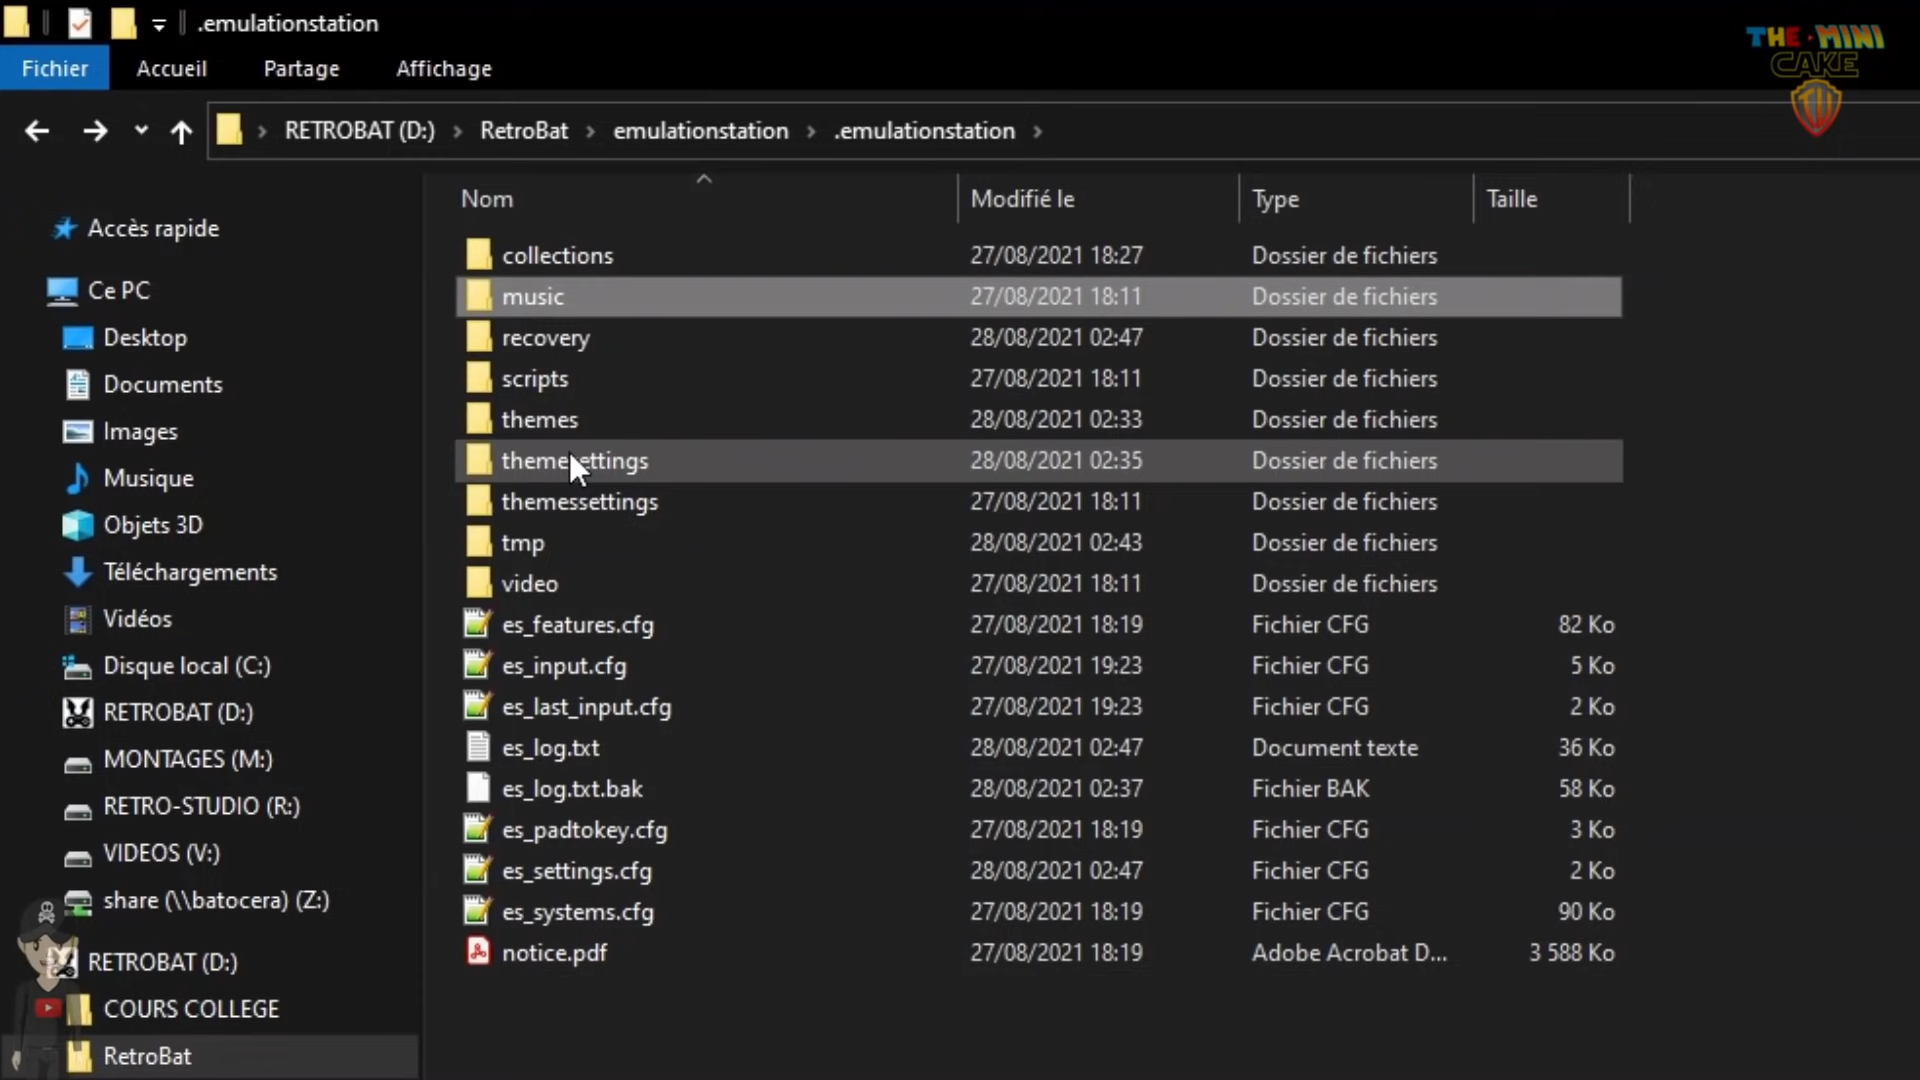 .emulationstation
THE·MINI
CAKE
Fichier Accueil Partage Affichage
RETROBAT (D:) RetroBat emulationstation .emulationstation
Nom Modifié le Type Taille
Accès rapide
Ce PC
Desktop
Documents
Images
Musique
Objets 3D
Téléchargements
Vidéos
Disque local (C:)
RETROBAT (D:)
MONTAGES (M:)
RETRO-STUDIO (R:)
VIDEOS (V:)
share (\\batocera) (Z:)
RETROBAT (D:)
COURS COLLEGE
RetroBat
collections 27/08/2021 18:27 Dossier de fichiers
music 27/08/2021 18:11 Dossier de fichiers
recovery 28/08/2021 02:47 Dossier de fichiers
scripts 27/08/2021 18:11 Dossier de fichiers
themes 28/08/2021 02:33 Dossier de fichiers
themesettings 28/08/2021 02:35 Dossier de fichiers
themessettings 27/08/2021 18:11 Dossier de fichiers
tmp 28/08/2021 02:43 Dossier de fichiers
video 27/08/2021 18:11 Dossier de fichiers
es_features.cfg 27/08/2021 18:19 Fichier CFG 82 Ko
es_input.cfg 27/08/2021 19:23 Fichier CFG 5 Ko
es_last_input.cfg 27/08/2021 19:23 Fichier CFG 2 Ko
es_log.txt 28/08/2021 02:47 Document texte 36 Ko
es_log.txt.bak 28/08/2021 02:37 Fichier BAK 58 Ko
es_padtokey.cfg 27/08/2021 18:19 Fichier CFG 3 Ko
es_settings.cfg 28/08/2021 02:47 Fichier CFG 2 Ko
es_systems.cfg 27/08/2021 18:19 Fichier CFG 90 Ko
notice.pdf 27/08/2021 18:19 Adobe Acrobat D... 3 588 Ko